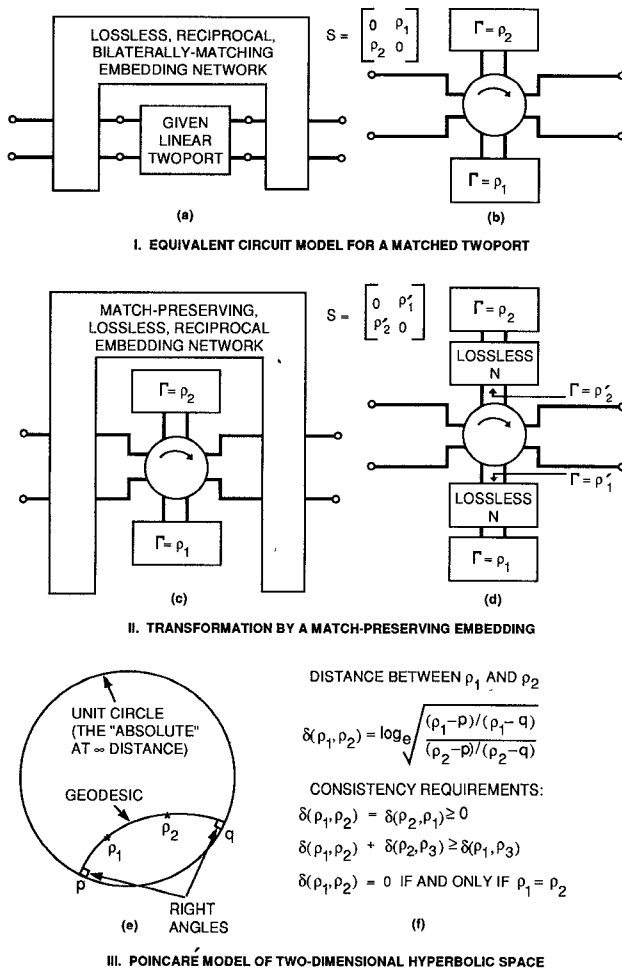 LOSSLESS, RECIPROCAL,
BILATERALLY-MATCHING
EMBEDDING NETWORK
GIVEN
LINEAR
TWOPORT
(a)
S = [0 ρ₁
ρ₂ 0]
Γ = ρ₂
Γ = ρ₁
(b)
I. EQUIVALENT CIRCUIT MODEL FOR A MATCHED TWOPORT
MATCH-PRESERVING,
LOSSLESS, RECIPROCAL
EMBEDDING NETWORK
Γ = ρ₂
Γ = ρ₁
(c)
S = [0 ρ′₁
ρ′₂ 0]
Γ = ρ₂
LOSSLESS
N
Γ = ρ′₂
Γ = ρ′₁
LOSSLESS
N
Γ = ρ₁
(d)
II. TRANSFORMATION BY A MATCH-PRESERVING EMBEDDING
UNIT CIRCLE
(THE "ABSOLUTE"
AT ∞ DISTANCE)
GEODESIC
ρ₂
ρ₁
q
p
RIGHT
ANGLES
(e)
DISTANCE BETWEEN ρ₁ AND ρ₂
δ(ρ₁,ρ₂) = logₑ √((ρ₁-p)/(ρ₁-q) / (ρ₂-p)/(ρ₂-q))
CONSISTENCY REQUIREMENTS:
δ(ρ₁,ρ₂) = δ(ρ₂,ρ₁) ≥ 0
δ(ρ₁,ρ₂) + δ(ρ₂,ρ₃) ≥ δ(ρ₁,ρ₃)
δ(ρ₁,ρ₂) = 0 IF AND ONLY IF ρ₁ = ρ₂
(f)
III. POINCARÉ MODEL OF TWO-DIMENSIONAL HYPERBOLIC SPACE